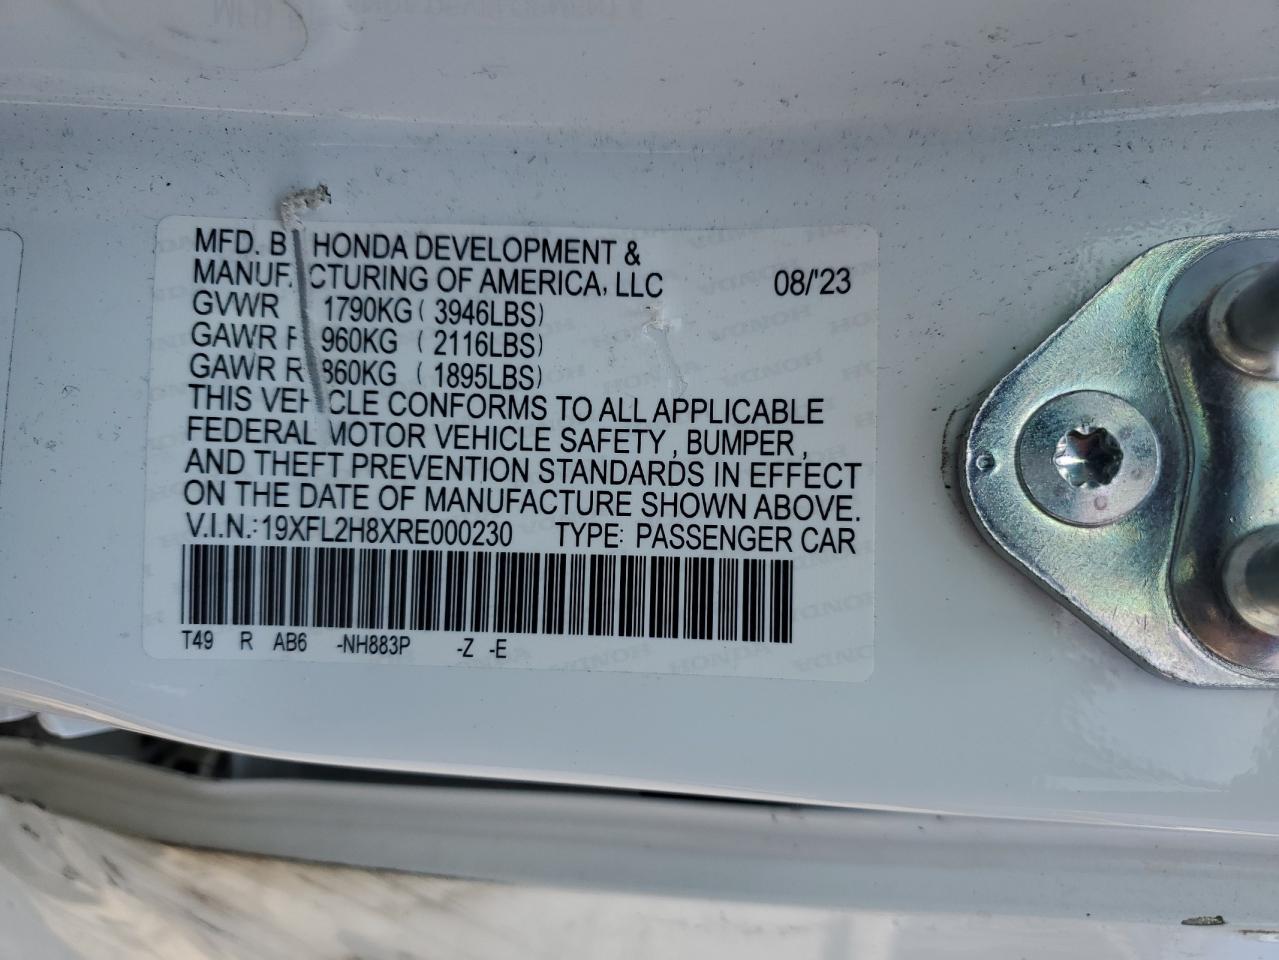 MFD. B HONDA DEVELOPMENT &
MANUF CTURING OF AMERICA, LLC 08/'23
GVWR 1790KG ( 3946LBS)
GAWR F 960KG ( 2116LBS)
GAWR R 860KG ( 1895LBS)
THIS VEHICLE CONFORMS TO ALL APPLICABLE
FEDERAL MOTOR VEHICLE SAFETY , BUMPER ,
AND THEFT PREVENTION STANDARDS IN EFFECT
ON THE DATE OF MANUFACTURE SHOWN ABOVE.
V.I.N.: 19XFL2H8XRE000230 TYPE: PASSENGER CAR
T49 R AB6 -NH883P -Z -E